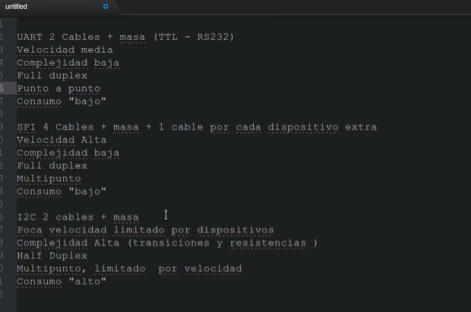 untitled
UART 2 Cables + masa (TTL - RS232)
Velocidad media
Complejidad baja
Full duplex
Punto a punto
Consumo "bajo"
SPI 4 Cables + masa + 1 cable por cada dispositivo extra
Velocidad Alta
Complejidad baja
Full duplex
Multipunto
Consumo "bajo"
I2C 2 cables + masa
Poca velocidad limitado por dispositivos
Complejidad Alta (transiciones y resistencias )
Half Duplex
Multipunto, limitado  por velocidad
Consumo "alto"